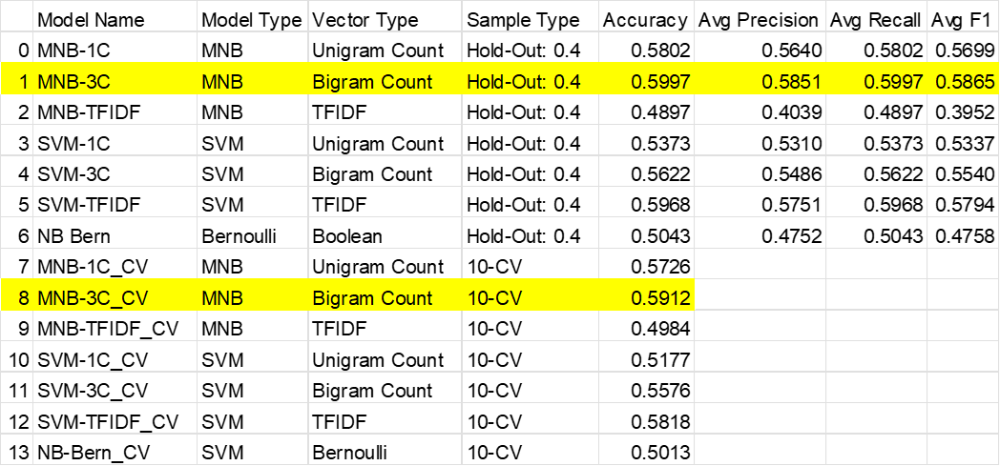 Model Name Model Type Vector Type Sample Type Accuracy Avg Precision Avg Recall Avg F1
0 MNB-1C MNB Unigram Count Hold-Out: 0.4 0.5802 0.5640 0.5802 0.5699
1 MNB-3C MNB Bigram Count Hold-Out: 0.4 0.5997 0.5851 0.5997 0.5865
2 MNB-TFIDF MNB TFIDF Hold-Out: 0.4 0.4897 0.4039 0.4897 0.3952
3 SVM-1C SVM Unigram Count Hold-Out: 0.4 0.5373 0.5310 0.5373 0.5337
4 SVM-3C SVM Bigram Count Hold-Out: 0.4 0.5622 0.5486 0.5622 0.5540
5 SVM-TFIDF SVM TFIDF Hold-Out: 0.4 0.5968 0.5751 0.5968 0.5794
6 NB Bern Bernoulli Boolean Hold-Out: 0.4 0.5043 0.4752 0.5043 0.4758
7 MNB-1C_CV MNB Unigram Count 10-CV 0.5726
8 MNB-3C_CV MNB Bigram Count 10-CV 0.5912
9 MNB-TFIDF_CV MNB TFIDF 10-CV 0.4984
10 SVM-1C_CV SVM Unigram Count 10-CV 0.5177
11 SVM-3C_CV SVM Bigram Count 10-CV 0.5576
12 SVM-TFIDF_CV SVM TFIDF 10-CV 0.5818
13 NB-Bern_CV SVM Bernoulli 10-CV 0.5013